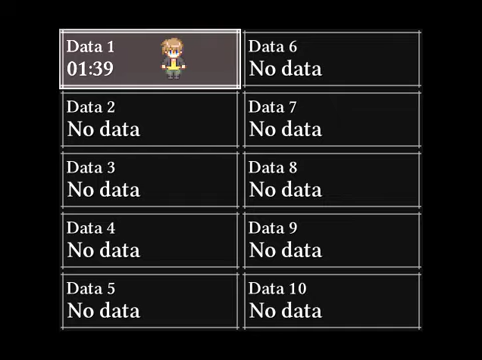 Data 1
01:39
Data 2
No data
Data 3
No data
Data 4
No data
Data 5
No data
Data 6
No data
Data 7
No data
Data 8
No data
Data 9
No data
Data 10
No data